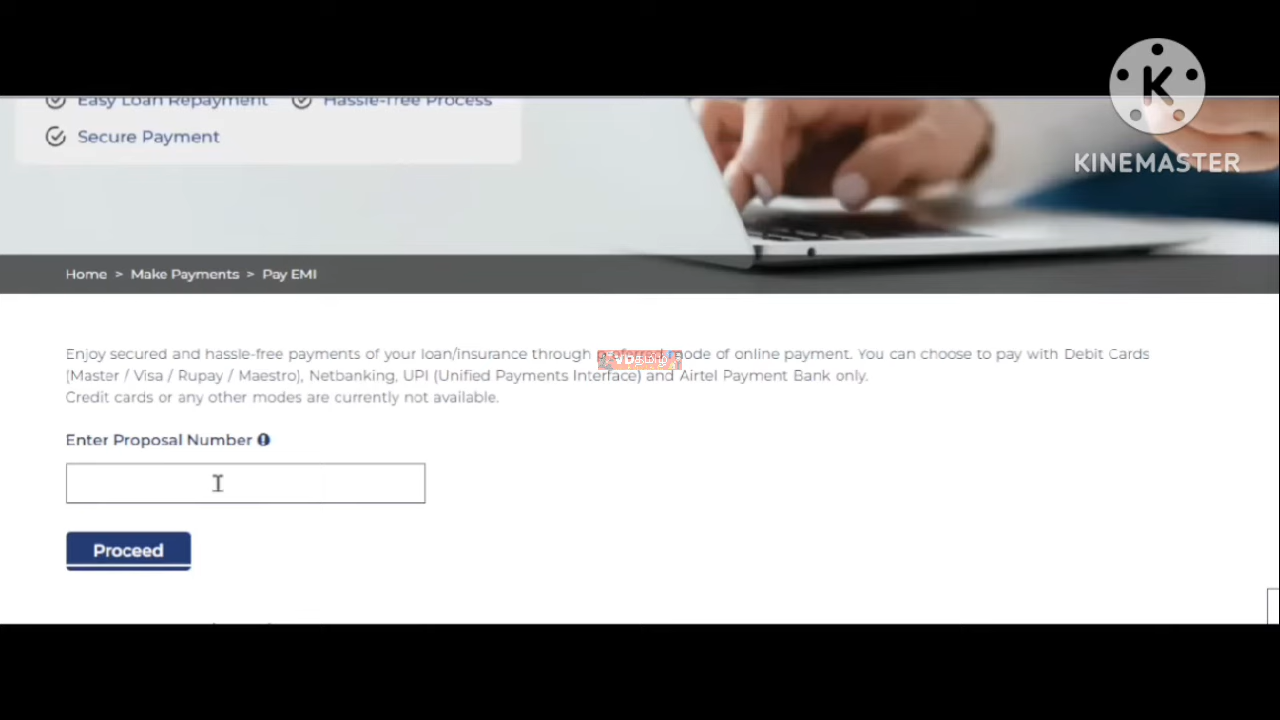 Easy Loan Repayment
Hassle-free Process
Secure Payment
K
KINEMASTER
Home > Make Payments > Pay EMI
Enjoy secured and hassle-free payments of your loan/insurance through mode of online payment. You can choose to pay with Debit Cards
VDதமிழ்
(Master / Visa / Rupay / Maestro), Netbanking, UPI (Unified Payments Interface) and Airtel Payment Bank only.
Credit cards or any other modes are currently not available.
Enter Proposal Number
Proceed